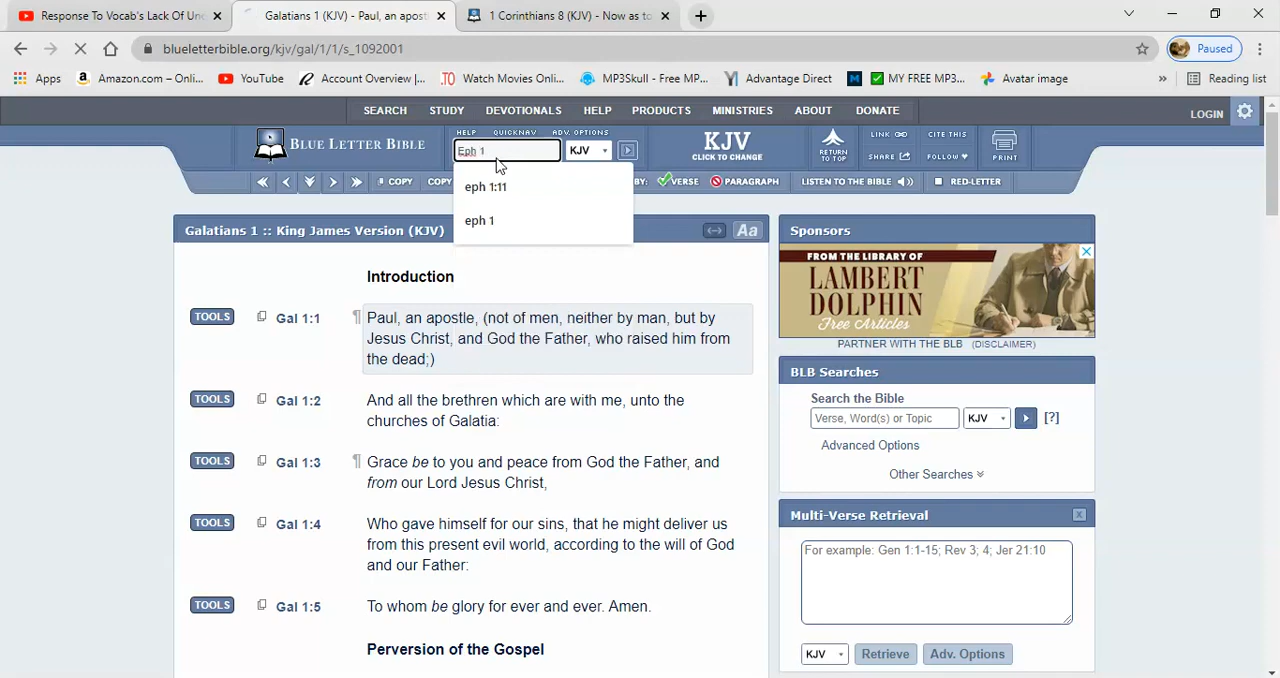 Response To Vocab's Lack Of Un
Galatians 1 (KJV) - Paul, an apost
1 Corinthians 8 (KJV) - Now as to
blueletterbible.org/kjv/gal/1/1/s_1092001
Paused
Apps
Amazon.com – Onli...
YouTube
Account Overview |...
Watch Movies Onli...
MP3Skull - Free MP...
Advantage Direct
MY FREE MP3...
Avatar image
»
Reading list
SEARCH
STUDY
DEVOTIONALS
HELP
PRODUCTS
MINISTRIES
ABOUT
DONATE
LOGIN
BLUE LETTER BIBLE
HELP
QUICKNAV
ADV. OPTIONS
Eph 1
KJV
eph 1:11
eph 1
KJV
CLICK TO CHANGE
RETURN
TO TOP
LINK
SHARE
CITE THIS
FOLLOW
PRINT
COPY
COPY
BY:
VERSE
PARAGRAPH
LISTEN TO THE BIBLE
RED-LETTER
Galatians 1 :: King James Version (KJV)
Aa
Introduction
TOOLS
Gal 1:1
¶ Paul, an apostle, (not of men, neither by man, but by
Jesus Christ, and God the Father, who raised him from
the dead;)
TOOLS
Gal 1:2
And all the brethren which are with me, unto the
churches of Galatia:
TOOLS
Gal 1:3
¶ Grace be to you and peace from God the Father, and
from our Lord Jesus Christ,
TOOLS
Gal 1:4
Who gave himself for our sins, that he might deliver us
from this present evil world, according to the will of God
and our Father:
TOOLS
Gal 1:5
To whom be glory for ever and ever. Amen.
Perversion of the Gospel
Sponsors
FROM THE LIBRARY OF
LAMBERT
DOLPHIN
Free Articles
PARTNER WITH THE BLB (DISCLAIMER)
BLB Searches
Search the Bible
Verse, Word(s) or Topic
KJV
[?]
Advanced Options
Other Searches
Multi-Verse Retrieval
X
For example: Gen 1:1-15; Rev 3; 4; Jer 21:10
KJV
Retrieve
Adv. Options